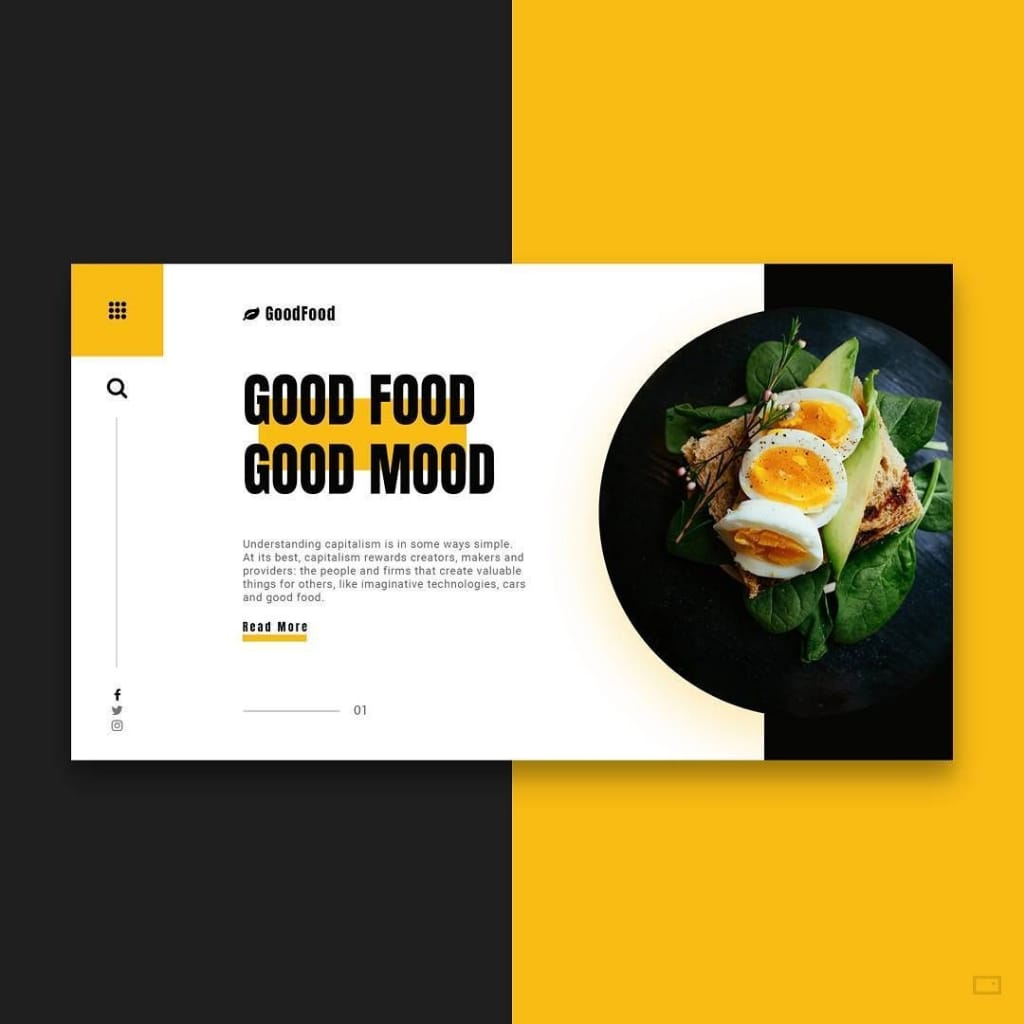 GoodFood
GOOD FOOD
GOOD MOOD
Understanding capitalism is in some ways simple.
At its best, capitalism rewards creators, makers and
providers: the people and firms that create valuable
things for others, like imaginative technologies, cars
and good food.
Read More
01